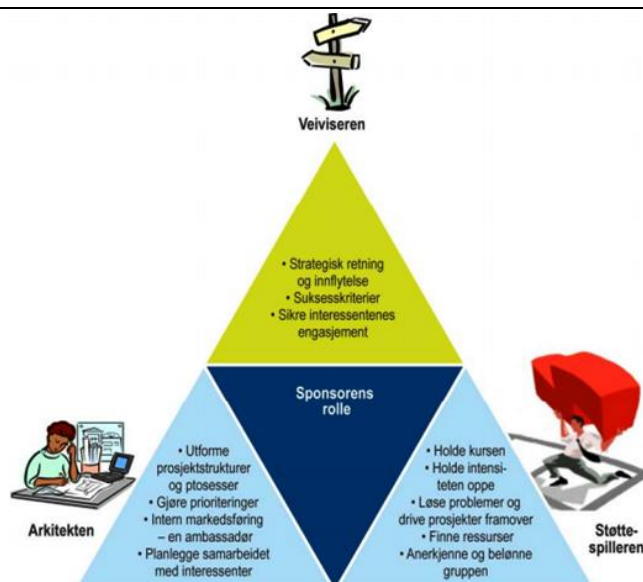 Veiviseren
• Strategisk retning
og innflytelse
• Suksesskriterier
• Sikre interessentenes
engasjement
Sponsorens
rolle
Arkitekten
• Utforme
prosjektstrukturer
og ptosesser
• Gjøre prioriteringer
• Intern markedsføring
– en ambassadør
• Planlegge samarbeidet
med interessenter
• Holde kursen
• Holde intensi-
teten oppe
• Løse problemer og
drive prosjekter framover
• Finne ressurser
• Anerkjenne og belønne
gruppen
Støtte-
spilleren